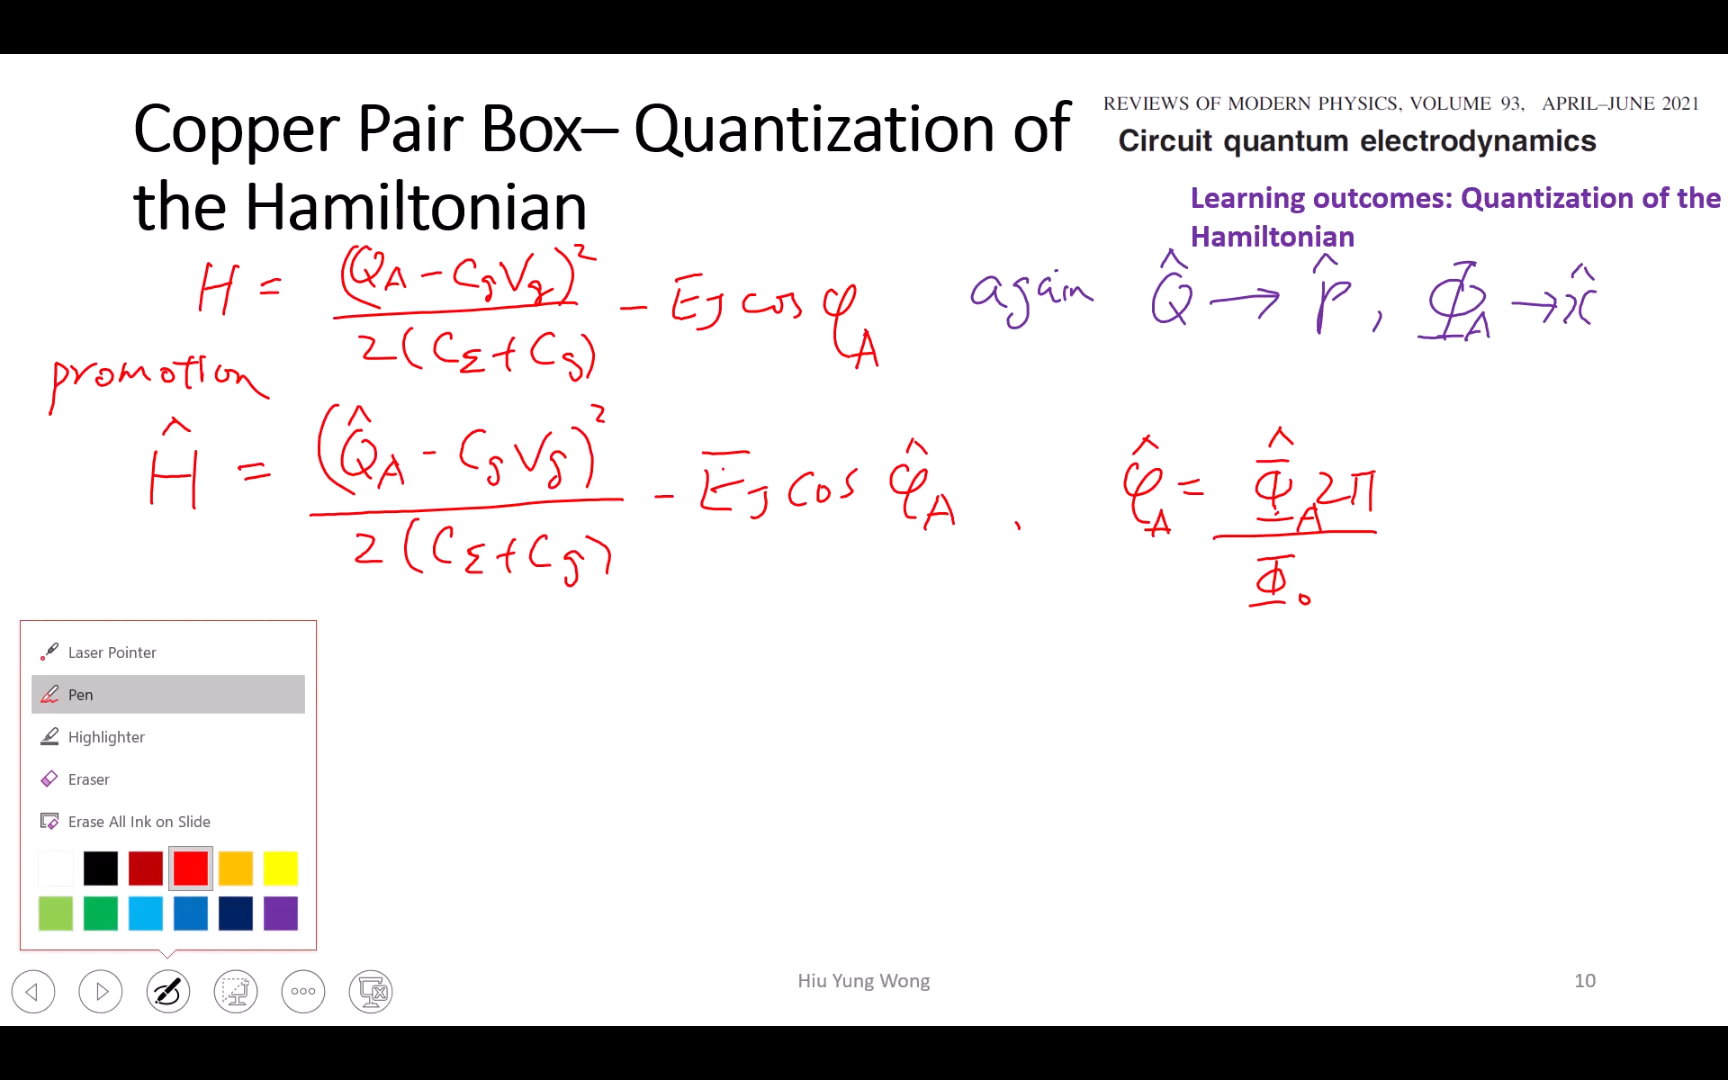 Copper Pair Box– Quantization of
the Hamiltonian
REVIEWS OF MODERN PHYSICS, VOLUME 93, APRIL–JUNE 2021
Circuit quantum electrodynamics
Learning outcomes: Quantization of the
Hamiltonian
H = (Q_A - C_g V_g)^2 / 2(C_Σ + C_g) - E_J cos φ_A
again Q̂ → p̂, Φ_A → x̂
promotion
Ĥ = (Q̂_A - C_g V_g)^2 / 2(C_Σ + C_g) - E_J cos φ̂_A , φ̂_A = Φ̂_A 2π / Φ_0
Laser Pointer
Pen
Highlighter
Eraser
Erase All Ink on Slide
Hiu Yung Wong
10